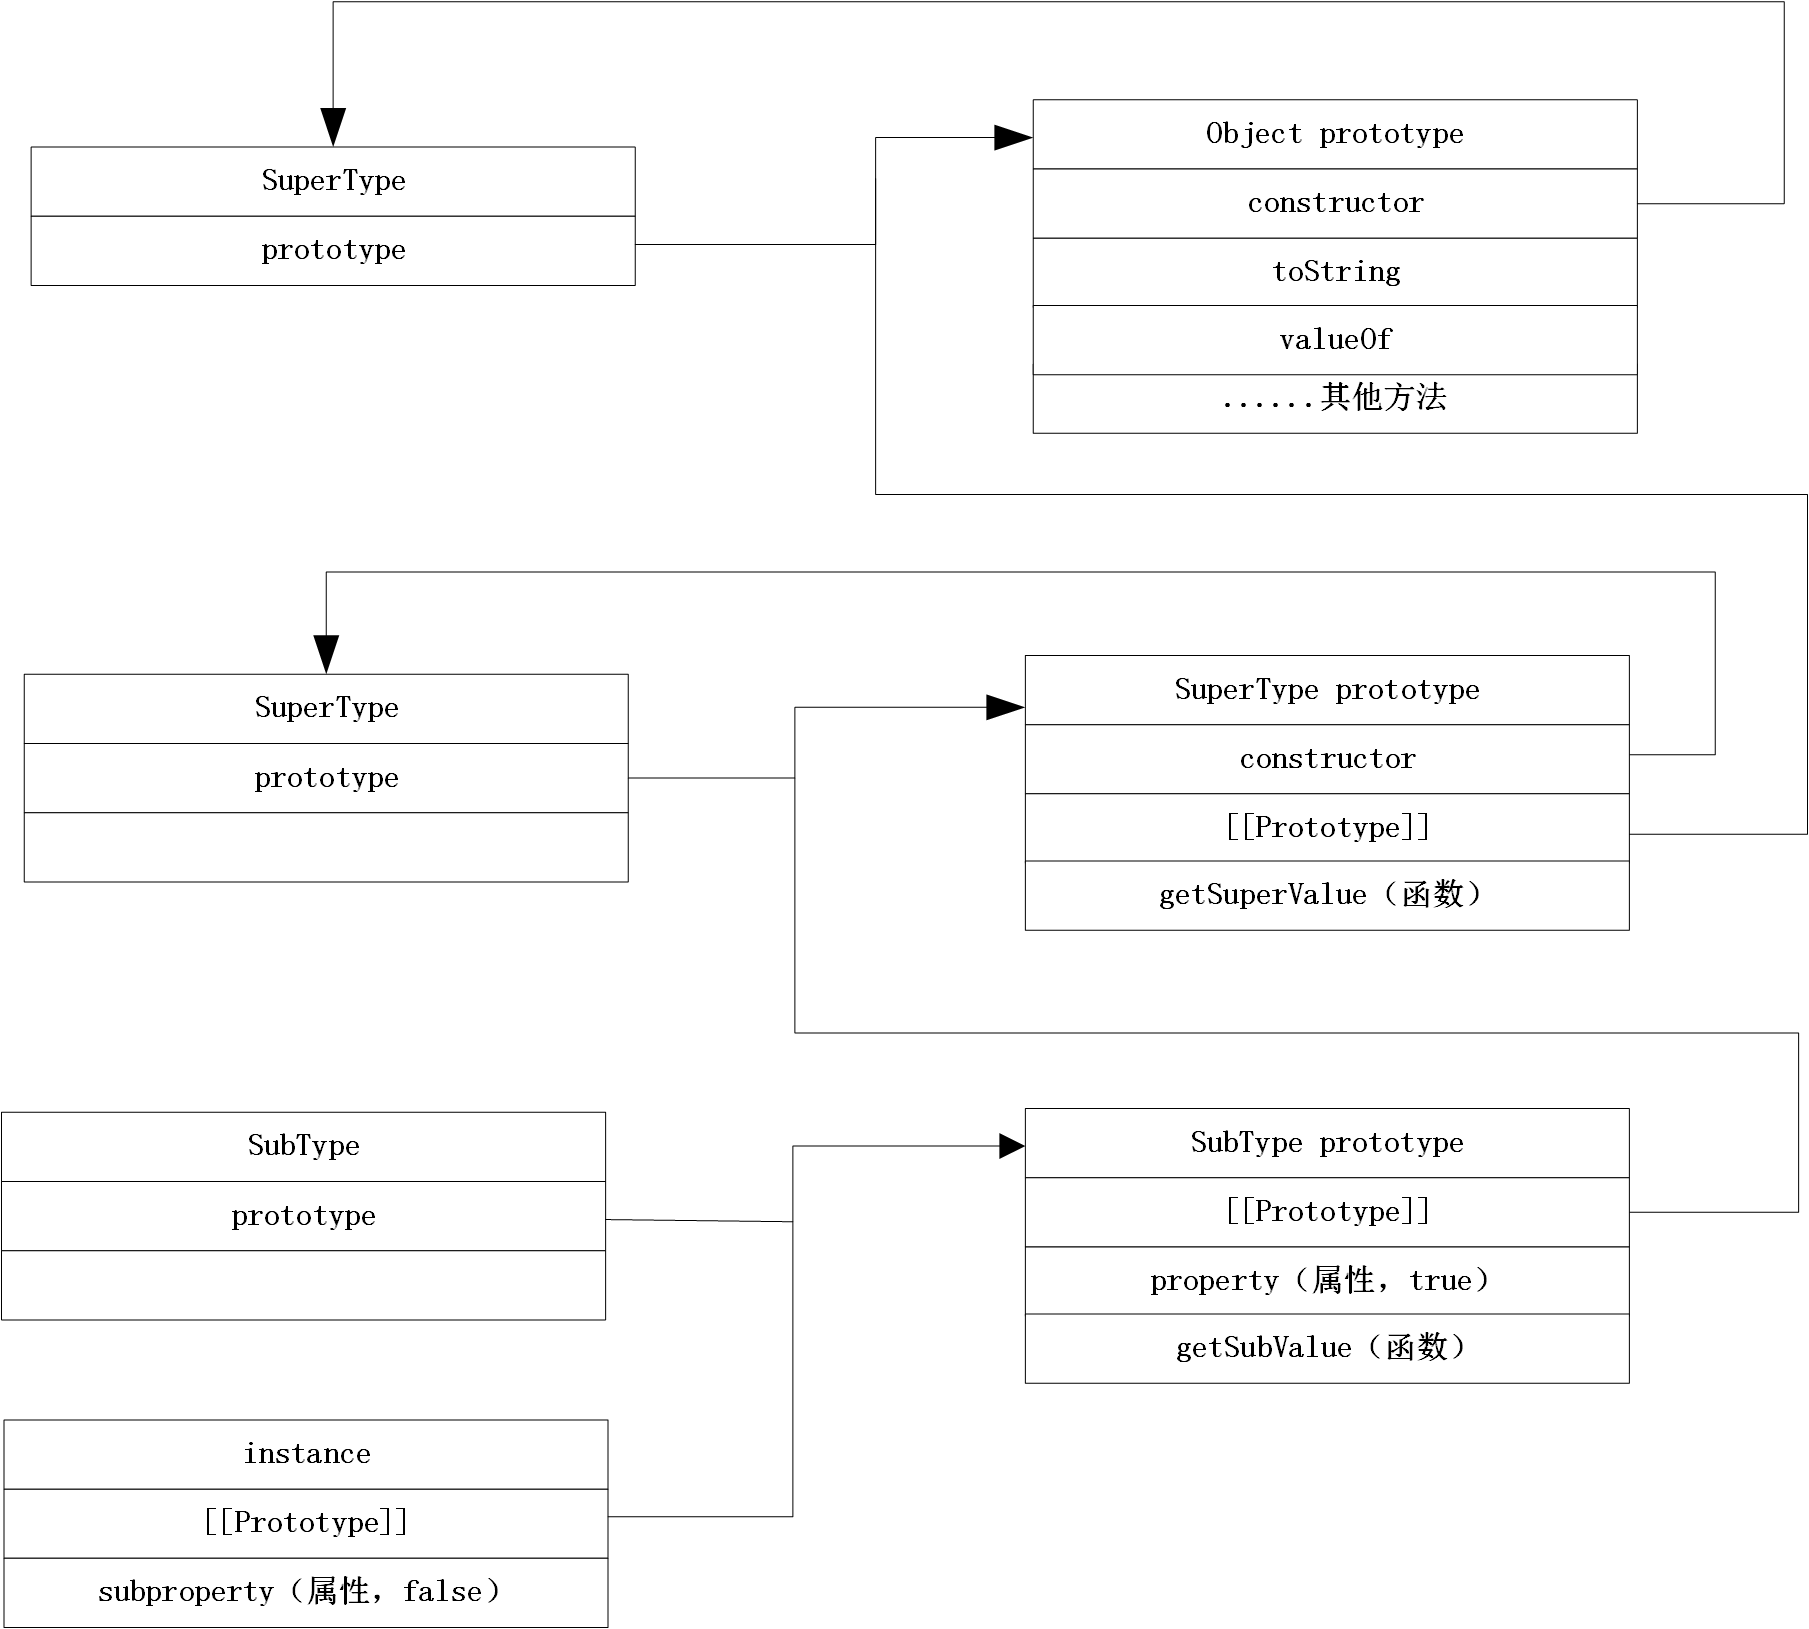 SuperType
prototype
Object prototype
constructor
toString
valueOf
......其他方法
SuperType
prototype
SuperType prototype
constructor
[[Prototype]]
getSuperValue（函数）
SubType
prototype
SubType prototype
[[Prototype]]
property（属性，true）
getSubValue（函数）
instance
[[Prototype]]
subproperty（属性，false）